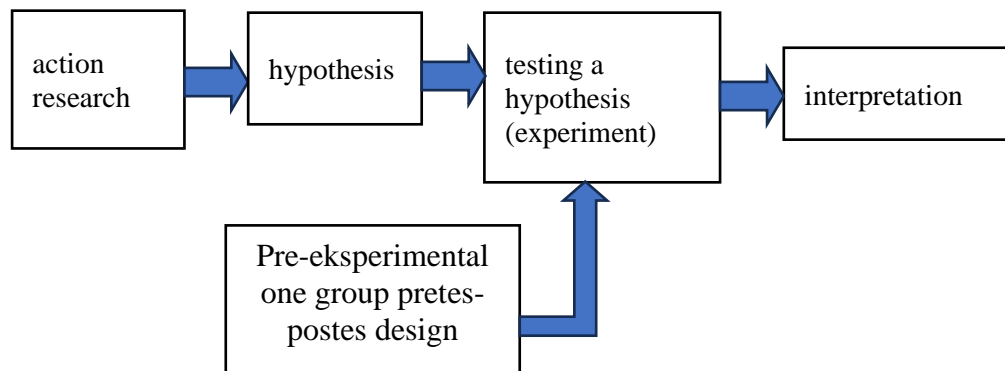 action
research
hypothesis
testing a
hypothesis
(experiment)
interpretation
Pre-eksperimental
one group pretes-
postes design